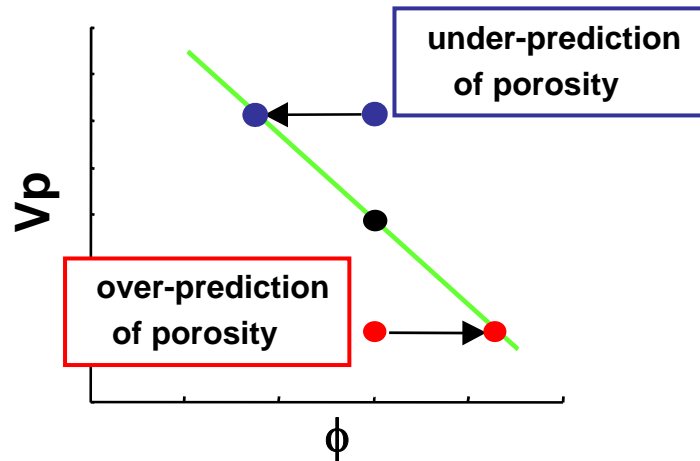 under-prediction
of porosity
Vp
over-prediction
of porosity
ϕ